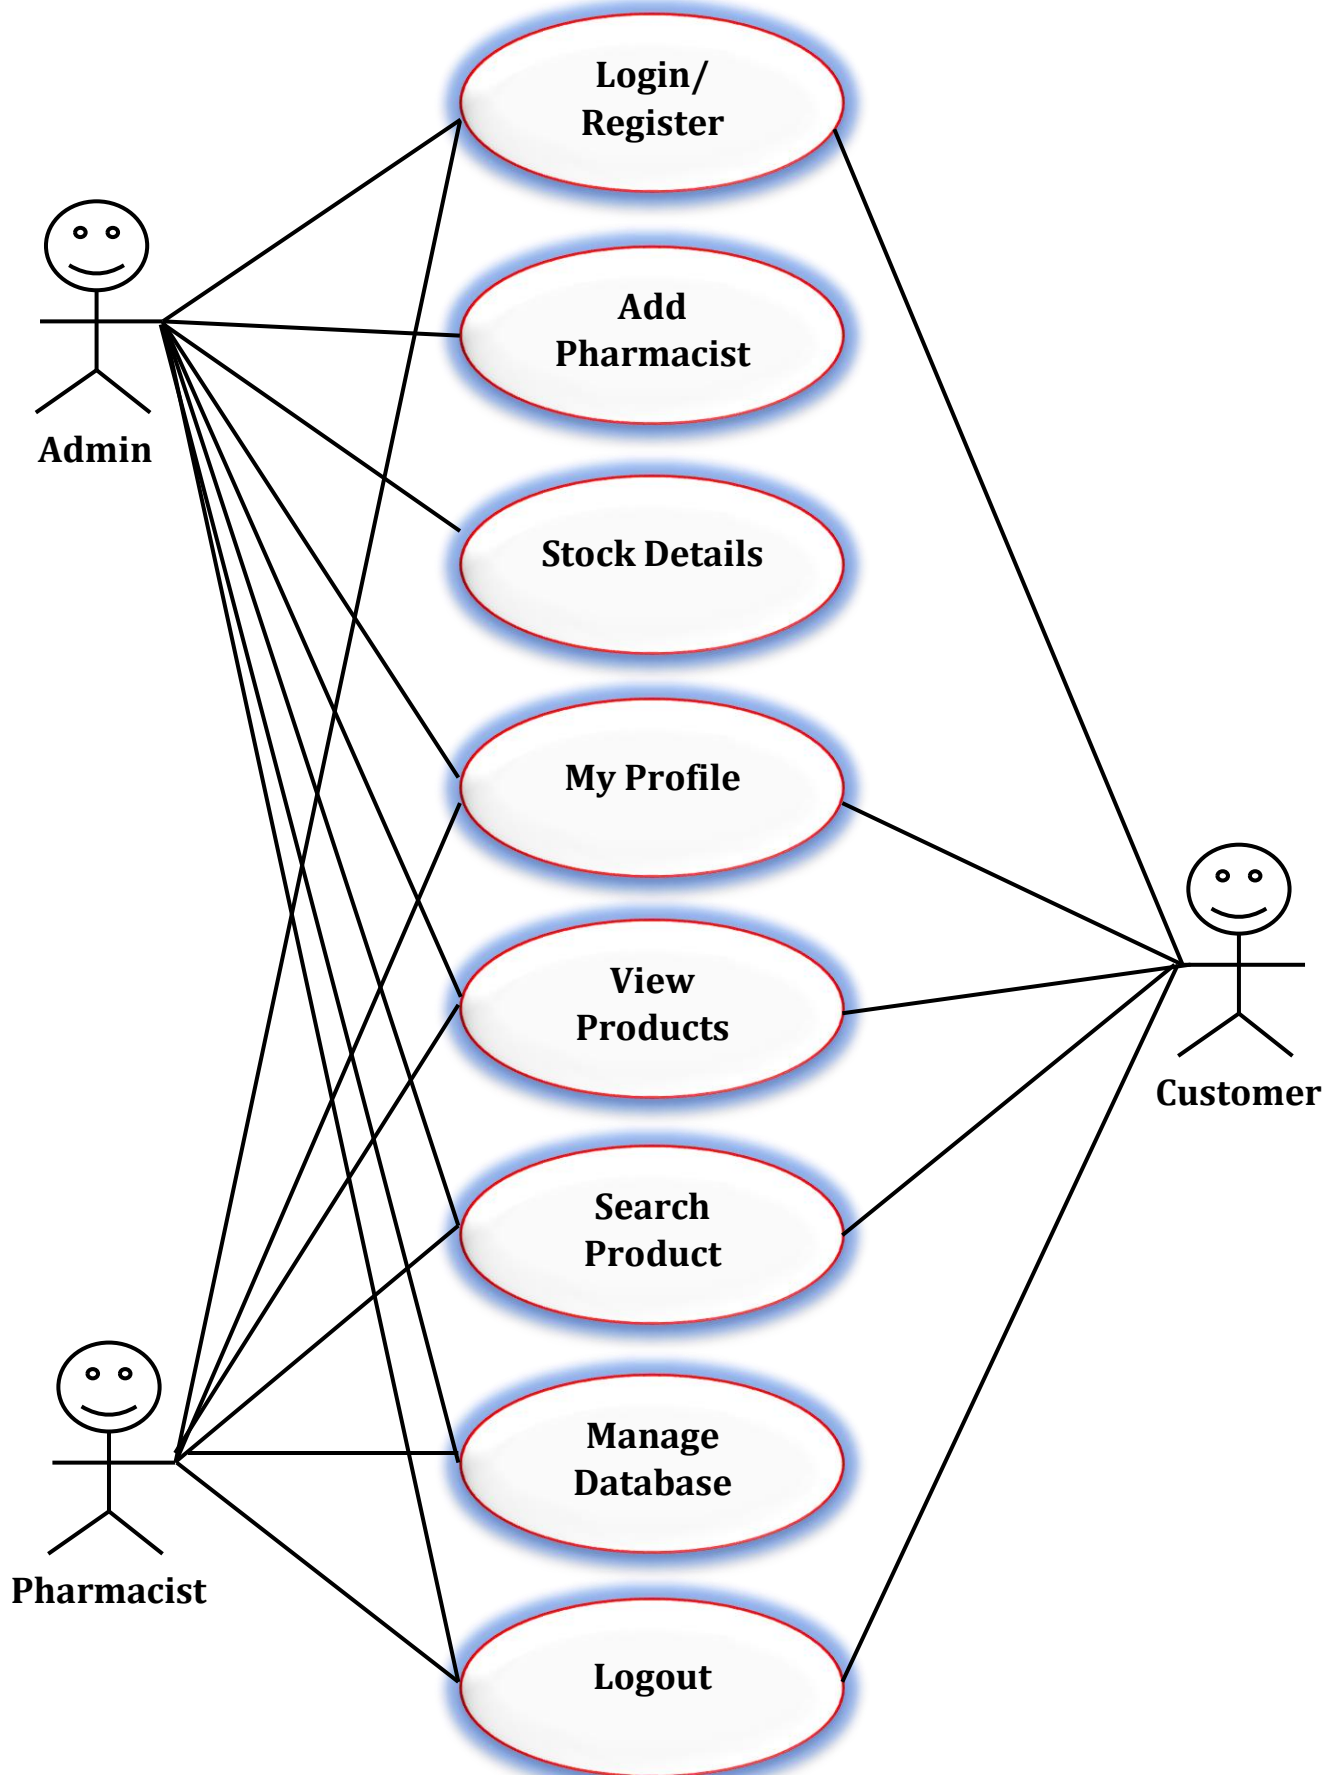 Login/
Register
Add
Pharmacist
Admin
Stock Details
My Profile
View
Products
Customer
Search
Product
Manage
Database
Pharmacist
Logout